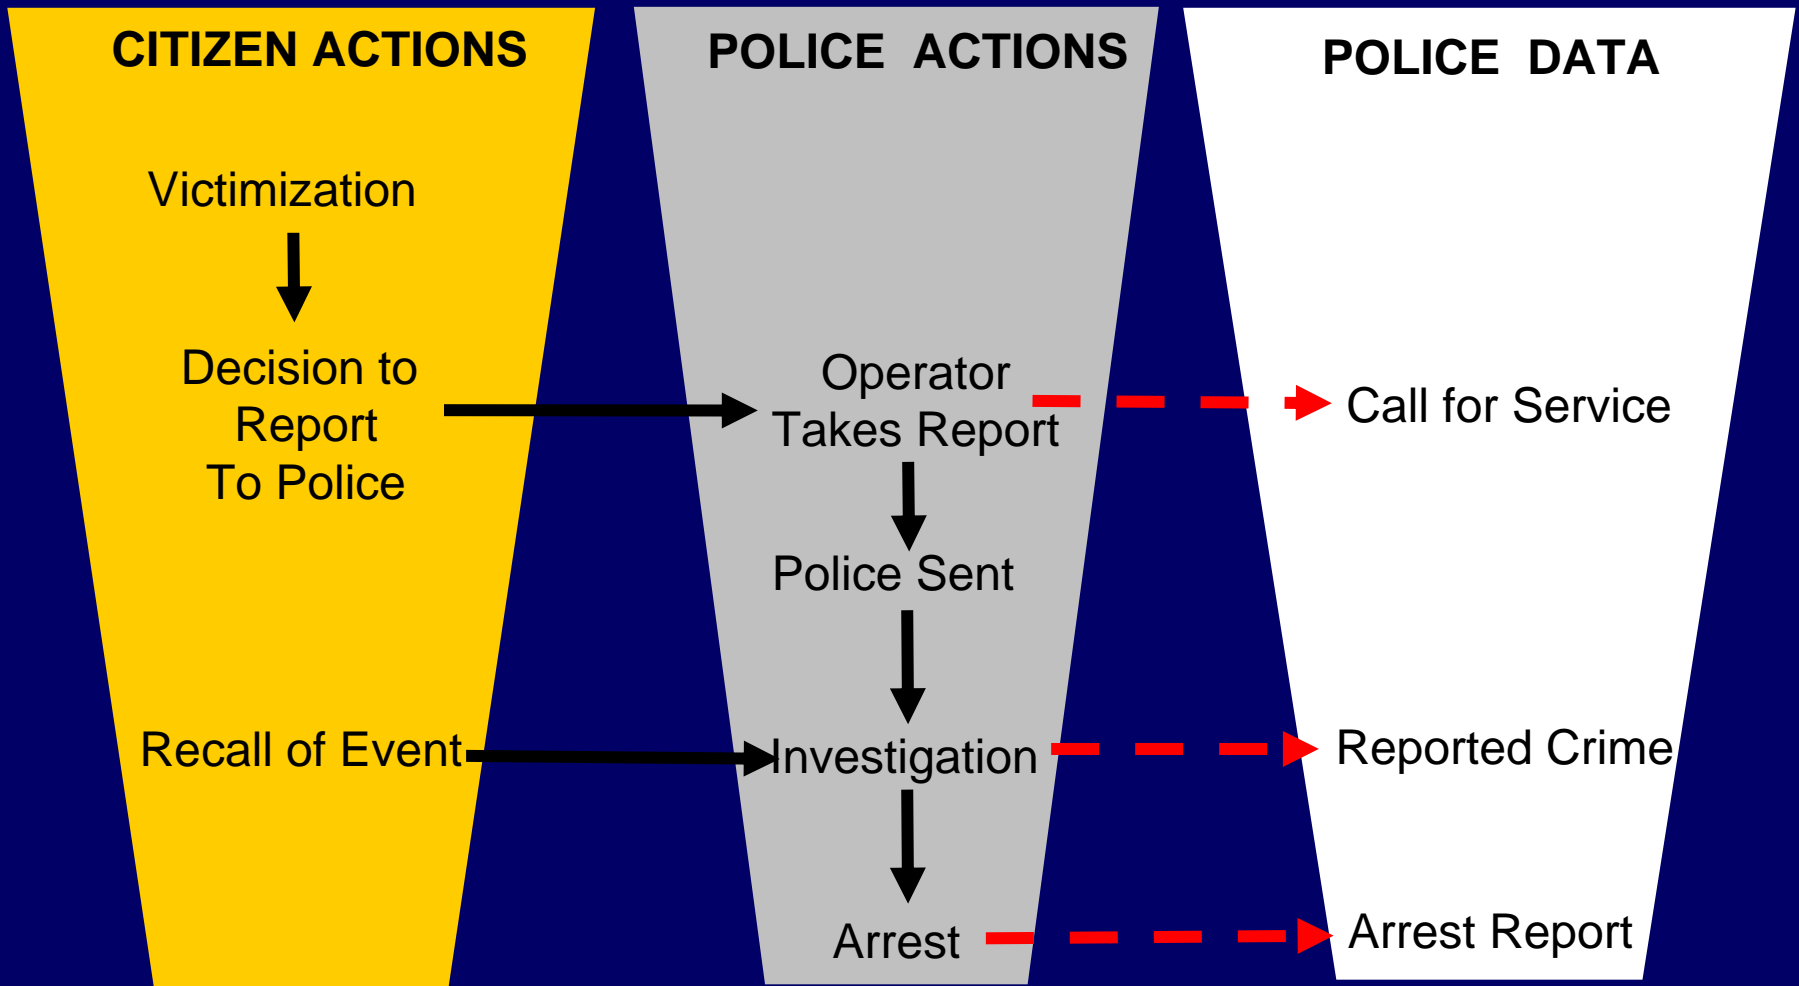 CITIZEN ACTIONS
Victimization
Decision to
Report
To Police
Recall of Event
POLICE ACTIONS
Operator
Takes Report
Police Sent
Investigation
Arrest
POLICE DATA
Call for Service
Reported Crime
Arrest Report